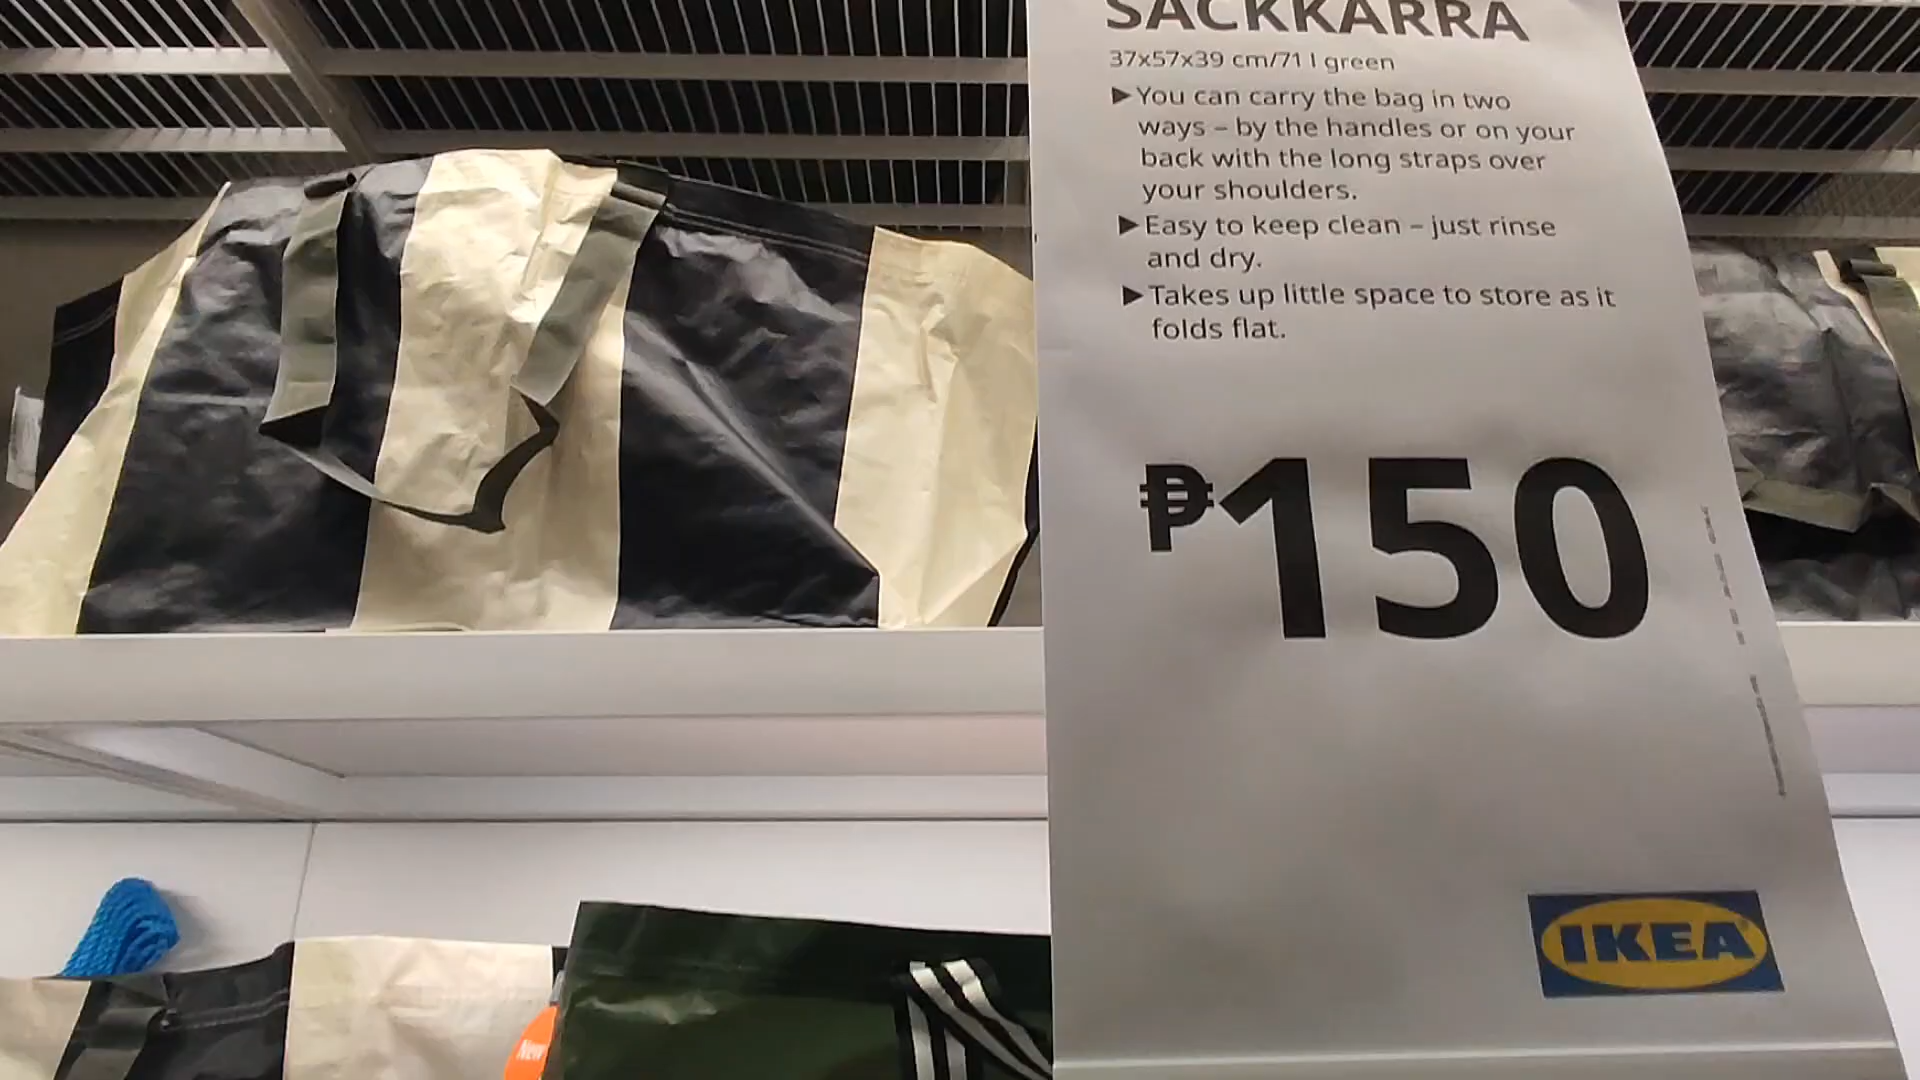 SÄCKKÄRRA
37x57x39 cm/71 l green
▶You can carry the bag in two
ways – by the handles or on your
back with the long straps over
your shoulders.
▶Easy to keep clean – just rinse
and dry.
▶Takes up little space to store as it
folds flat.
₱150
IKEA
New